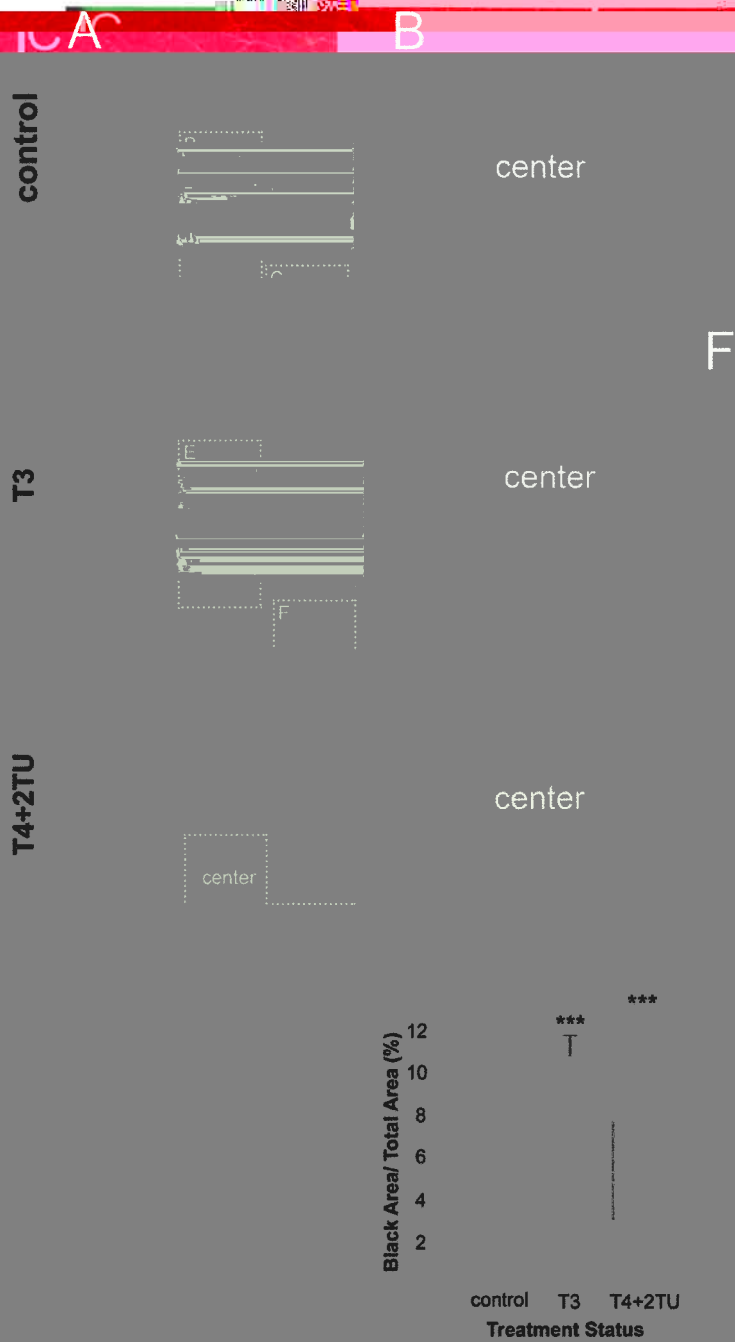 A
B
control
center
F
T3
E
center
F
T4+2TU
center
center
***
***
Black Area/ Total Area (%)
12
10
8
6
4
2
control T3 T4+2TU
Treatment Status